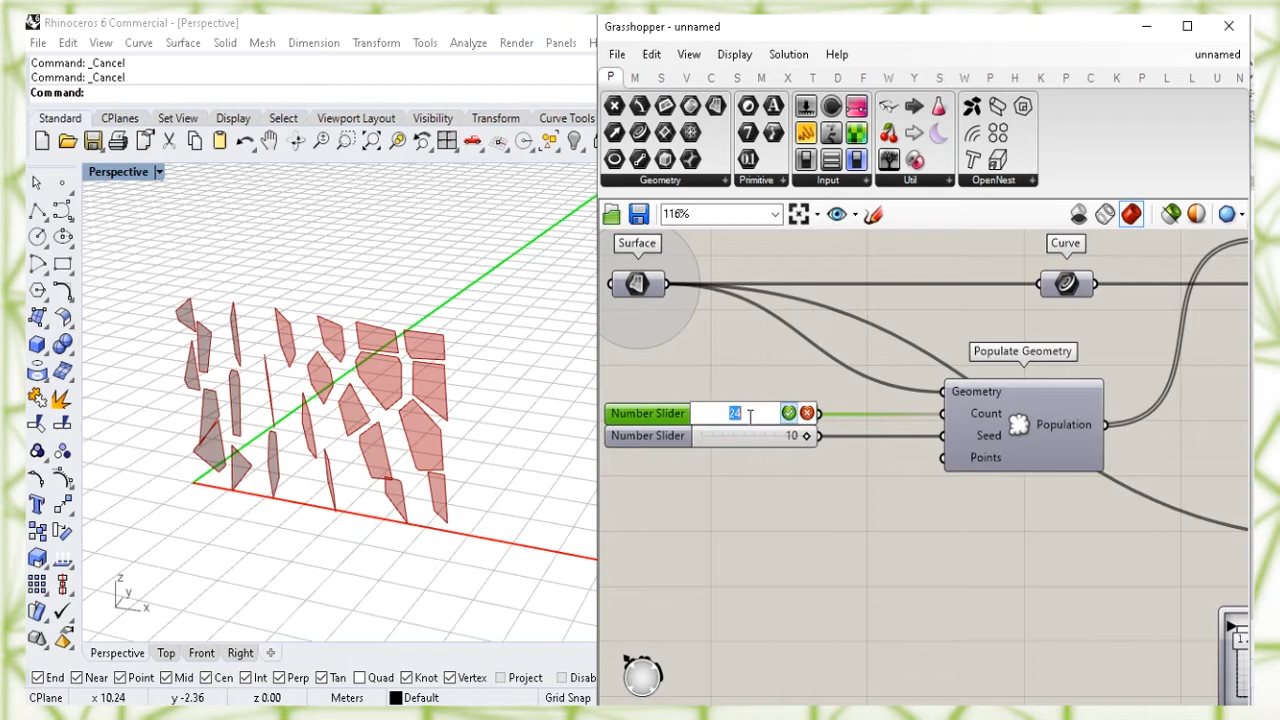 Rhinoceros 6 Commercial - [Perspective]
File Edit View Curve Surface Solid Mesh Dimension Transform Tools Analyze Render Panels H
Command: _Cancel
Command: _Cancel
Command:
Standard CPlanes Set View Display Select Viewport Layout Visibility Transform Curve Tools
Perspective
z
y
x
Perspective Top Front Right
End Near Point Mid Cen Int Perp Tan Quad Knot Vertex Project Disab
CPlane x 10.24 y -2.36 z 0.00 Meters Default Grid Snap
Grasshopper - unnamed
File Edit View Display Solution Help unnamed
P M S V C S M X T D F W Y S W P H K P C K P L L U N
Geometry Primitive Input Util OpenNest
116%
Surface
Curve
Populate Geometry
Geometry
Count
Seed
Points
Population
Number Slider 24
Number Slider 10